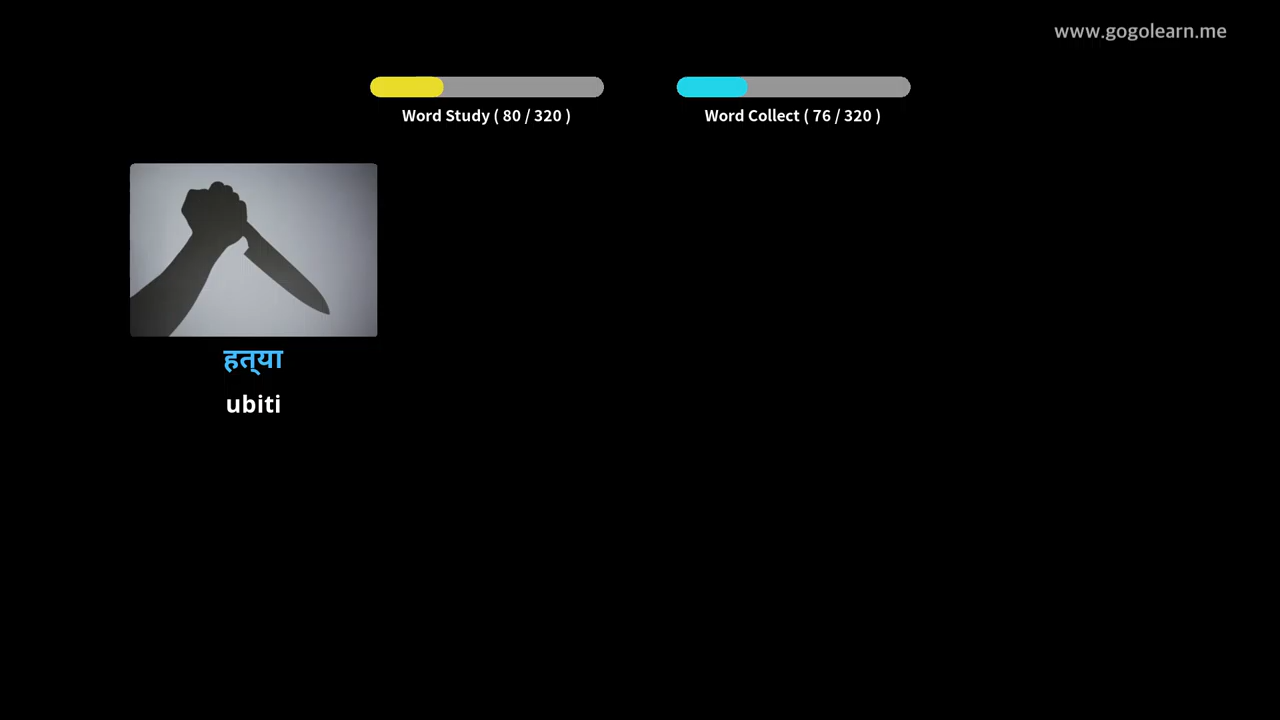 www.gogolearn.me
Word Study ( 80 / 320 )
Word Collect ( 76 / 320 )
हत्‌या
ubiti